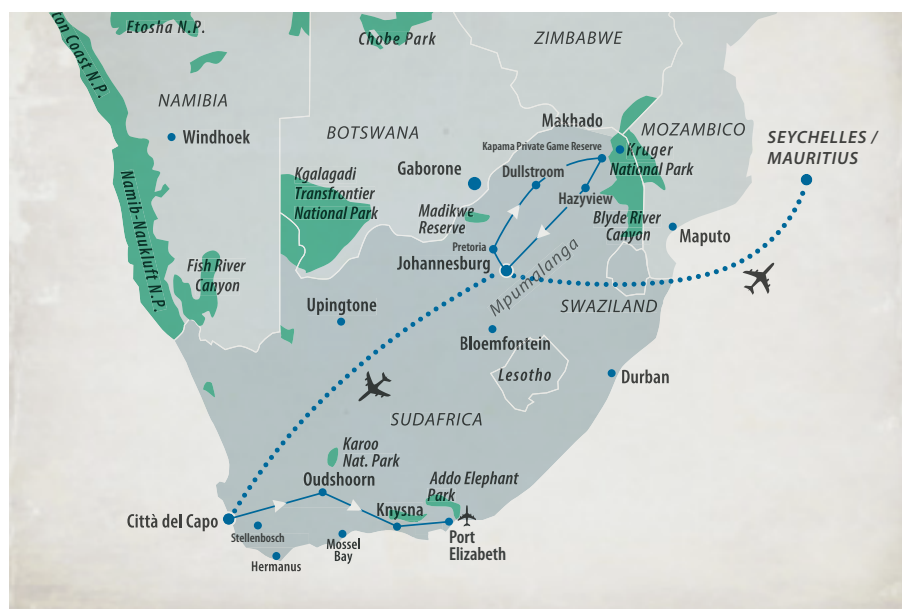 Etosha N.P.
Chobe Park
ZIMBABWE
ton Coast N.P.
NAMIBIA
Windhoek
BOTSWANA
Makhado
MOZAMBICO
SEYCHELLES /
MAURITIUS
Kapama Private Game Reserve
Kruger
National Park
Gaborone
Dullstroom
Kgalagadi
Transfrontier
National Park
Hazyview
Madikwe
Reserve
Blyde River
Canyon
Maputo
Namib-Naukluft N.P.
Pretoria
Johannesburg
Mpumalanga
Fish River
Canyon
Upingtone
SWAZILAND
Bloemfontein
Lesotho
Durban
SUDAFRICA
Karoo
Nat. Park
Oudshoorn
Addo Elephant
Park
Knysna
Città del Capo
Stellenbosch
Mossel
Bay
Port
Elizabeth
Hermanus